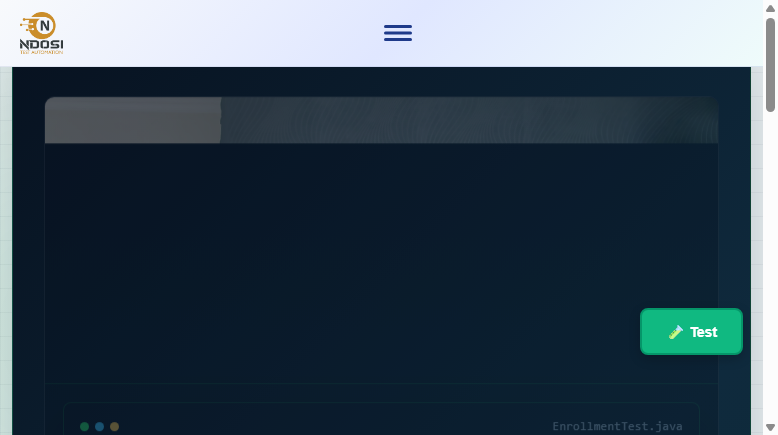 N
NDOSI
TEST AUTOMATION
Test
EnrollmentTest.java